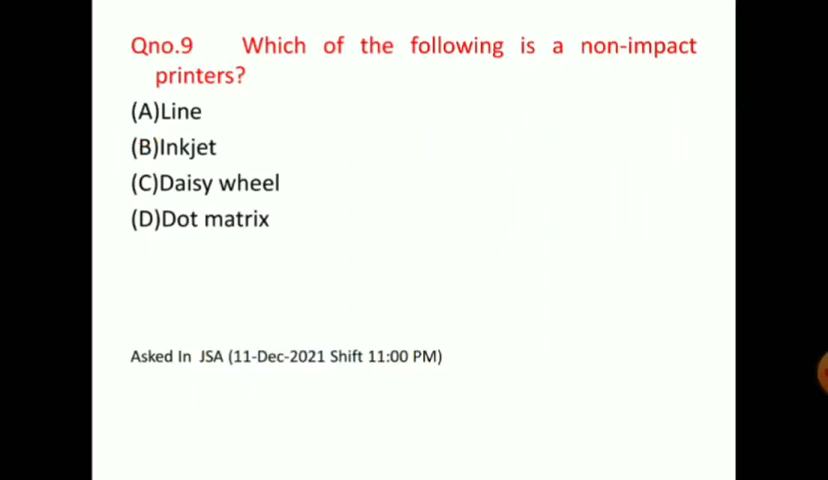 Qno.9 Which of the following is a non-impact
printers?
(A)Line
(B)Inkjet
(C)Daisy wheel
(D)Dot matrix
Asked In JSA (11-Dec-2021 Shift 11:00 PM)